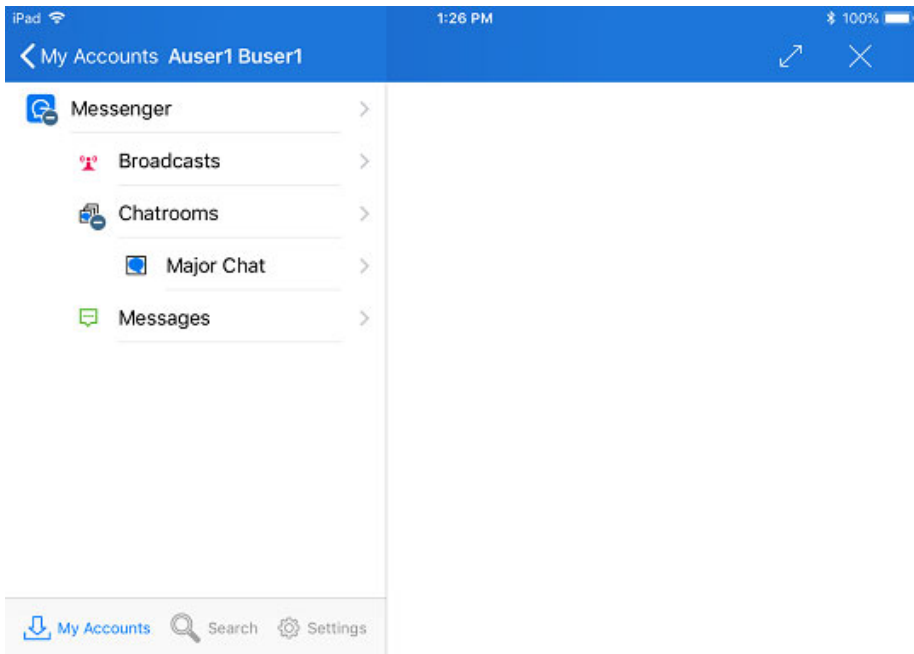 iPad 1:26 PM 100%
My Accounts Auser1 Buser1
Messenger
Broadcasts
Chatrooms
Major Chat
Messages
My Accounts Search Settings